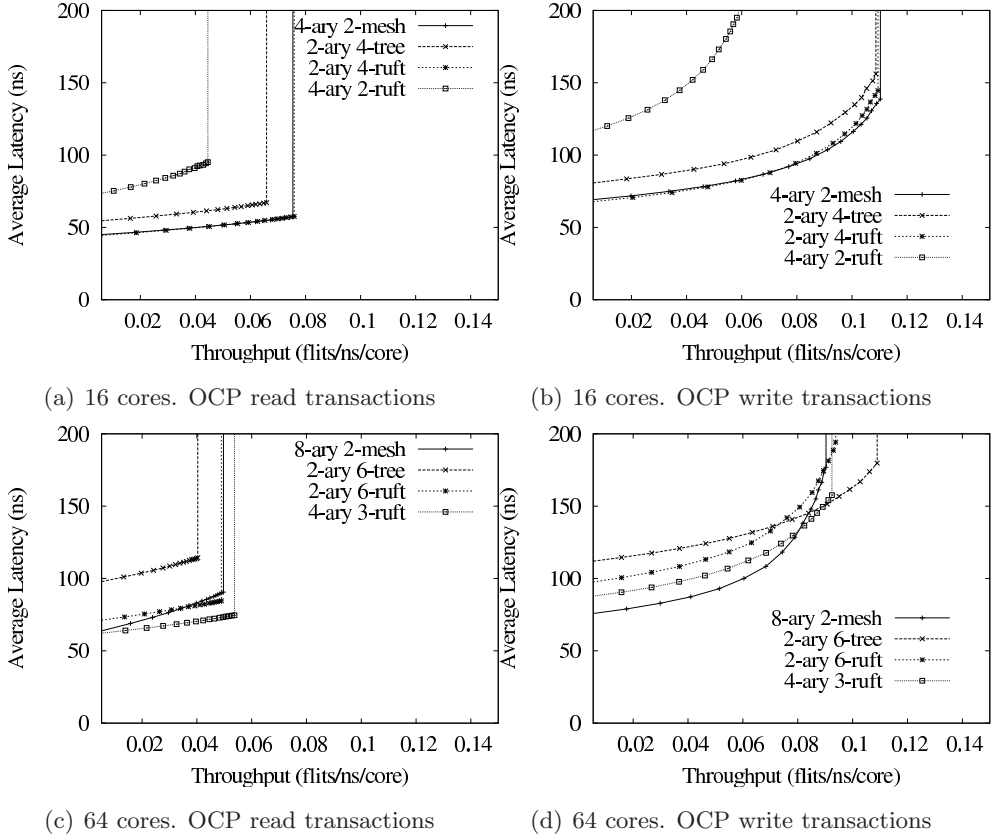 200
150
100
50
0
Average Latency (ns)
0.02 0.04 0.06 0.08 0.1 0.12 0.14
Throughput (flits/ns/core)
4-ary 2-mesh
2-ary 4-tree
2-ary 4-ruft
4-ary 2-ruft
(a) 16 cores. OCP read transactions
200
150
100
50
0
Average Latency (ns)
0.02 0.04 0.06 0.08 0.1 0.12 0.14
Throughput (flits/ns/core)
4-ary 2-mesh
2-ary 4-tree
2-ary 4-ruft
4-ary 2-ruft
(b) 16 cores. OCP write transactions
200
150
100
50
0
Average Latency (ns)
0.02 0.04 0.06 0.08 0.1 0.12 0.14
Throughput (flits/ns/core)
8-ary 2-mesh
2-ary 6-tree
2-ary 6-ruft
4-ary 3-ruft
(c) 64 cores. OCP read transactions
200
150
100
50
0
Average Latency (ns)
0.02 0.04 0.06 0.08 0.1 0.12 0.14
Throughput (flits/ns/core)
8-ary 2-mesh
2-ary 6-tree
2-ary 6-ruft
4-ary 3-ruft
(d) 64 cores. OCP write transactions